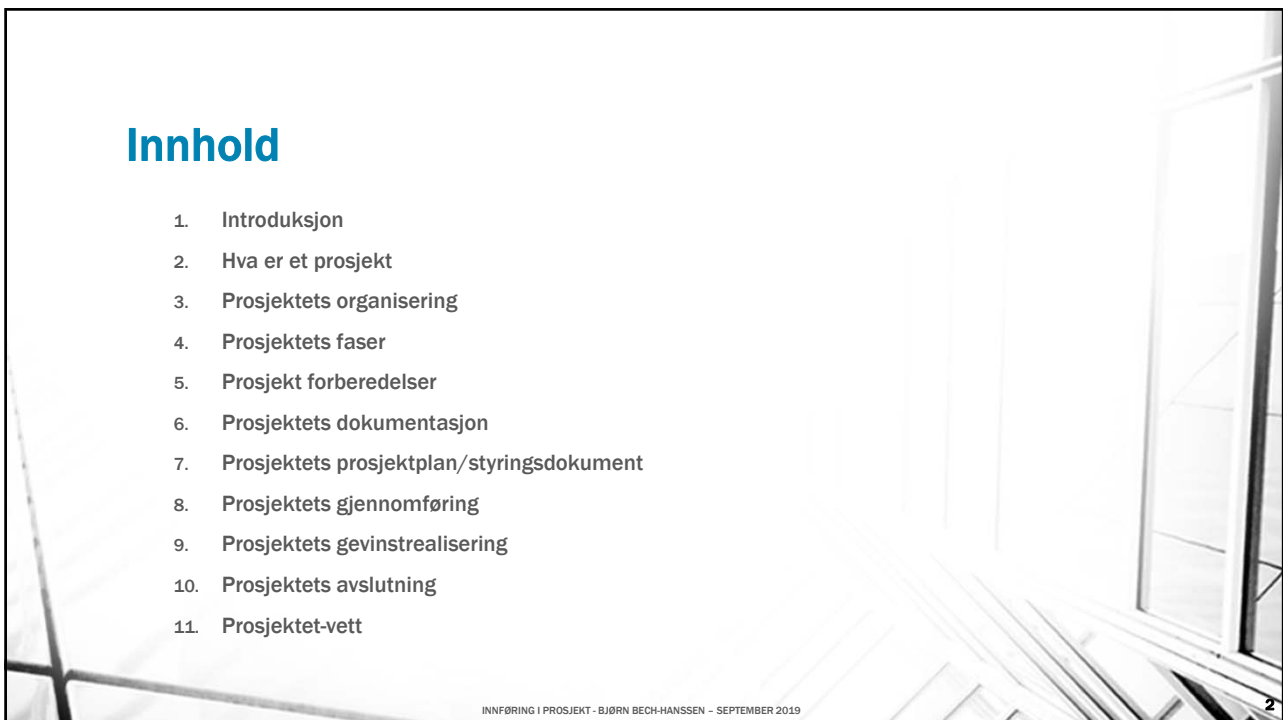 Innhold
1. Introduksjon
2. Hva er et prosjekt
3. Prosjektets organisering
4. Prosjektets faser
5. Prosjekt forberedelser
6. Prosjektets dokumentasjon
7. Prosjektets prosjektplan/styringsdokument
8. Prosjektets gjennomføring
9. Prosjektets gevinstrealisering
10. Prosjektets avslutning
11. Prosjektet-vett
INNFØRING I PROSJEKT - BJØRN BECH-HANSSEN – SEPTEMBER 2019
2